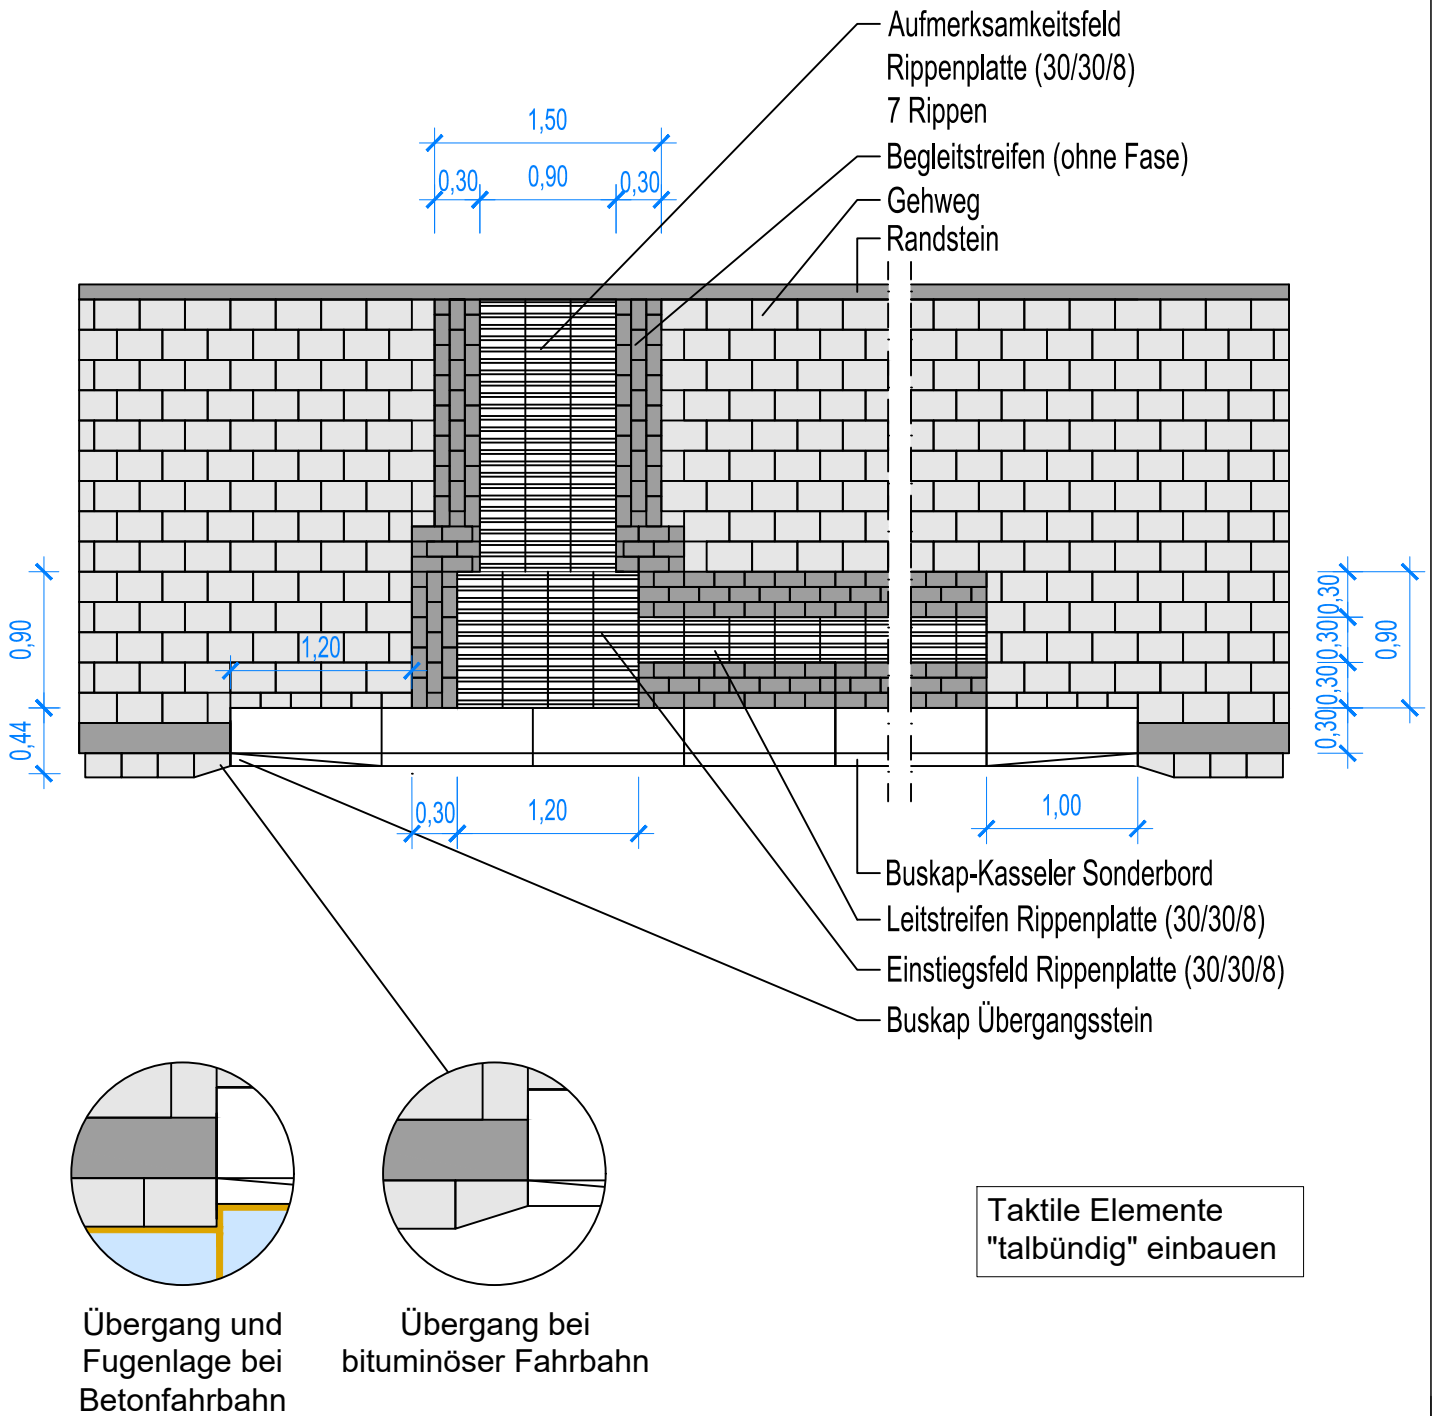 Aufmerksamkeitsfeld
Rippenplatte (30/30/8)
7 Rippen
Begleitstreifen (ohne Fase)
Gehweg
Randstein
1,50
0,30
0,90
0,30
0,90
0,44
1,20
0,30
0,30
0,30
0,30
0,90
0,30
1,20
1,00
Buskap-Kasseler Sonderbord
Leitstreifen Rippenplatte (30/30/8)
Einstiegsfeld Rippenplatte (30/30/8)
Buskap Übergangsstein
Übergang und
Fugenlage bei
Betonfahrbahn
Übergang bei
bituminöser Fahrbahn
Taktile Elemente
"talbündig" einbauen